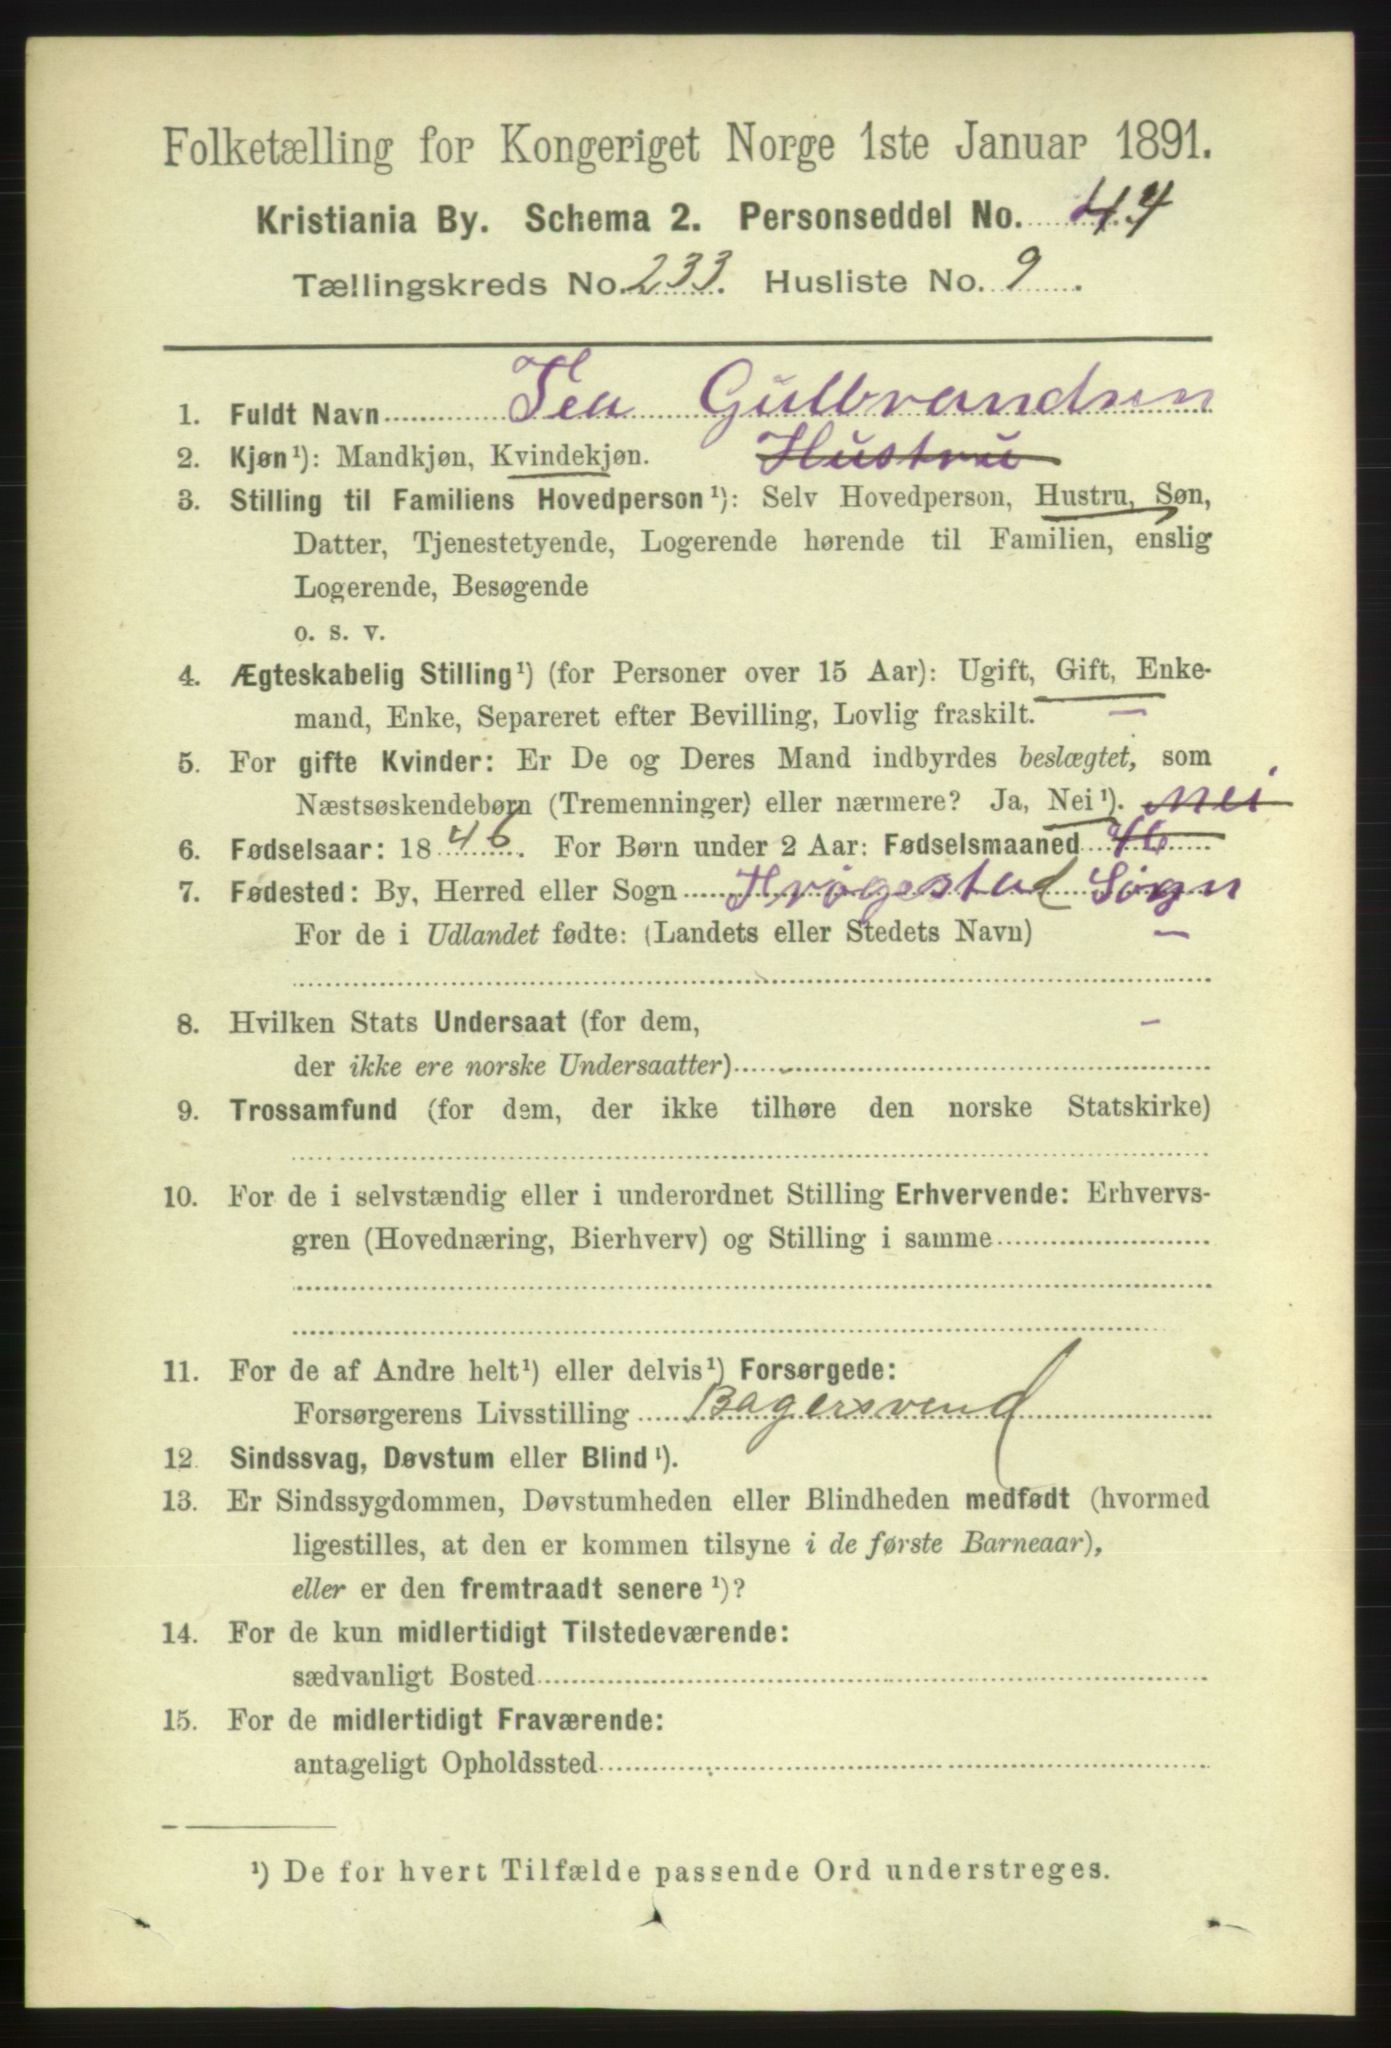 Folketælling for Kongeriget Norge 1ste Januar 1891.
Kristiania By. Schema 2. Personseddel No. 44
Tællingskreds No. 233. Husliste No. 9.
1. Fuldt Navn Tea Gulbrandsen
2. Kjøn¹): Mandkjøn, Kvindekjøn. Hustru
3. Stilling til Familiens Hovedperson¹): Selv Hovedperson, Hustru, Søn,
Datter, Tjenestetyende, Logerende hørende til Familien, enslig
Logerende, Besøgende
o. s. v.
4. Ægteskabelig Stilling¹) (for Personer over 15 Aar): Ugift, Gift, Enke-
mand, Enke, Separeret efter Bevilling, Lovlig fraskilt. —
5. For gifte Kvinder: Er De og Deres Mand indbyrdes beslægtet, som
Næstsøskendebørn (Tremenninger) eller nærmere? Ja, Nei¹). Nei
6. Fødselsaar: 1846. For Børn under 2 Aar: Fødselsmaaned 46
7. Fødested: By, Herred eller Sogn Hrøgestad Sogn
For de i Udlandet fødte: (Landets eller Stedets Navn) —
8. Hvilken Stats Undersaat (for dem, —
der ikke ere norske Undersaatter)
9. Trossamfund (for dem, der ikke tilhøre den norske Statskirke)
10. For de i selvstændig eller i underordnet Stilling Erhvervende: Erhvervs-
gren (Hovednæring, Bierhverv) og Stilling i samme
11. For de af Andre helt¹) eller delvis¹) Forsørgede:
Forsørgerens Livsstilling Bagersvend
12. Sindssvag, Døvstum eller Blind¹).
13. Er Sindssygdommen, Døvstumheden eller Blindheden medfødt (hvormed
ligestilles, at den er kommen tilsyne i de første Barneaar),
eller er den fremtraadt senere¹)?
14. For de kun midlertidigt Tilstedeværende:
sædvanligt Bosted
15. For de midlertidigt Fraværende:
antageligt Opholdssted
¹) De for hvert Tilfælde passende Ord understreges.